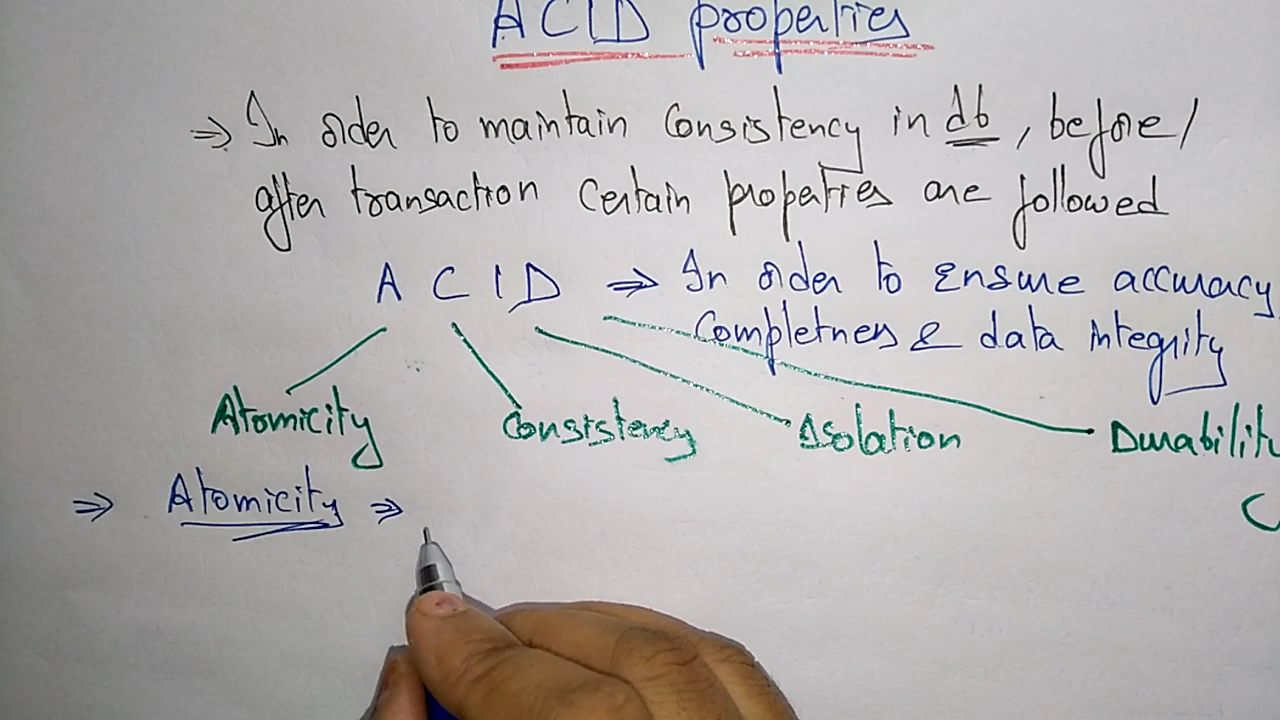 ACID properties
⇒ In order to maintain Consistency in db, before/
after transaction Certain properties are followed
A C I D ⇒ In order to Ensure accuracy
Completness & data integrity
Atomicity Consistency Isolation Durability
⇒ Atomicity ⇒